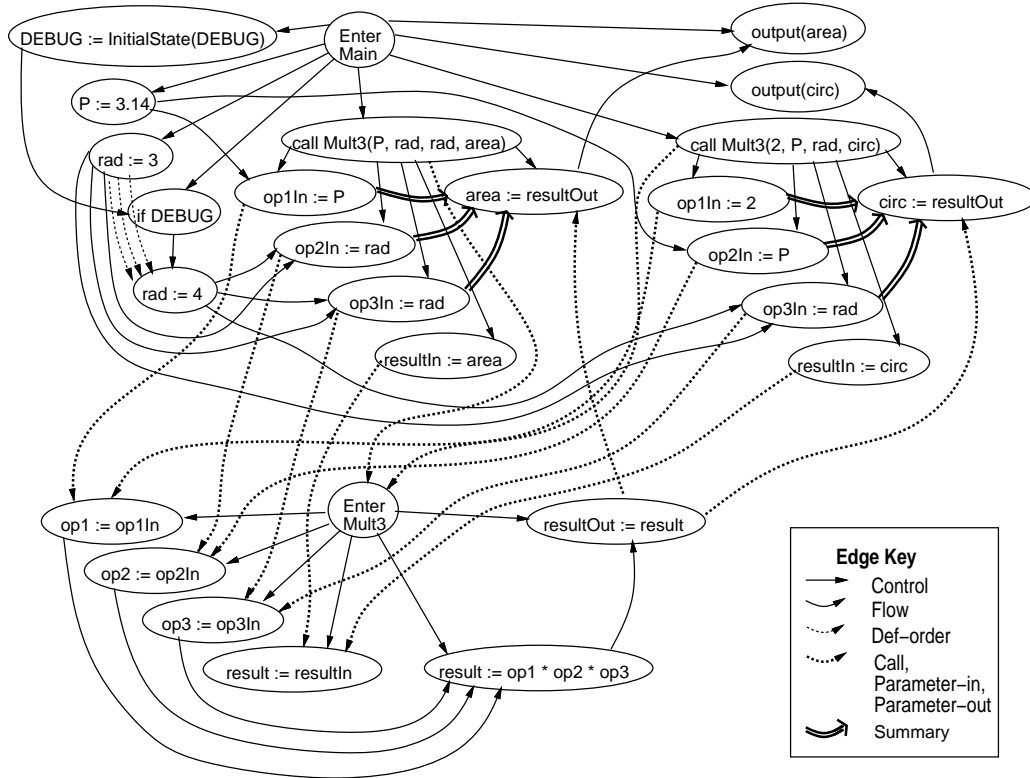 DEBUG := InitialState(DEBUG)
Enter
Main
output(area)
output(circ)
P := 3.14
rad := 3
call Mult3(P, rad, rad, area)
call Mult3(2, P, rad, circ)
if DEBUG
op1In := P
area := resultOut
op1In := 2
circ := resultOut
op2In := rad
op2In := P
rad := 4
op3In := rad
op3In := rad
resultIn := area
resultIn := circ
op1 := op1In
Enter
Mult3
resultOut := result
op2 := op2In
op3 := op3In
result := resultIn
result := op1 * op2 * op3
Edge Key
Control
Flow
Def-order
Call,
Parameter-in,
Parameter-out
Summary